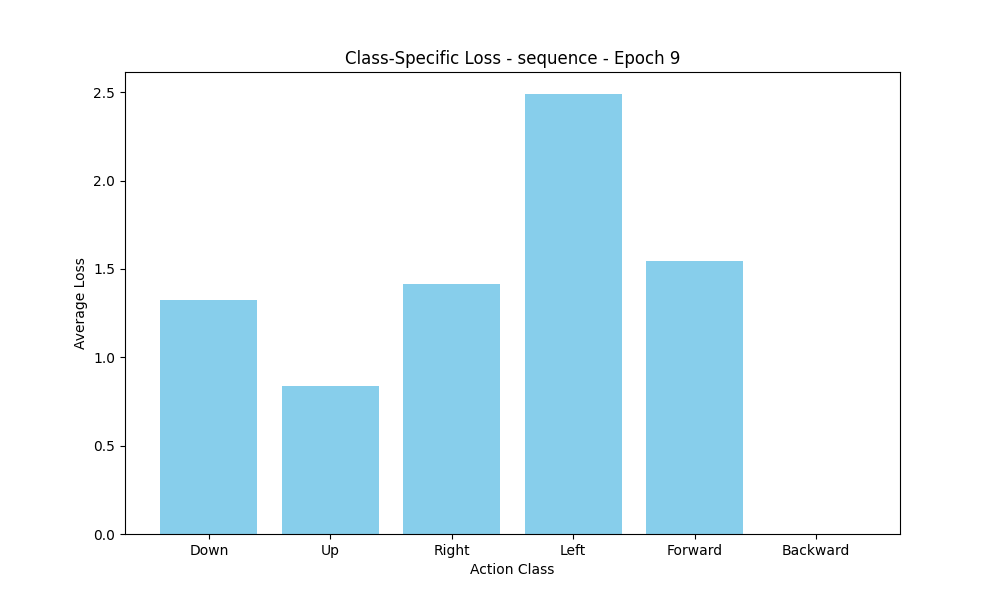 Class-Specific Loss - sequence - Epoch 9
2.5
2.0
1.5
1.0
0.5
0.0
Average Loss
Down Up Right Left Forward Backward
Action Class